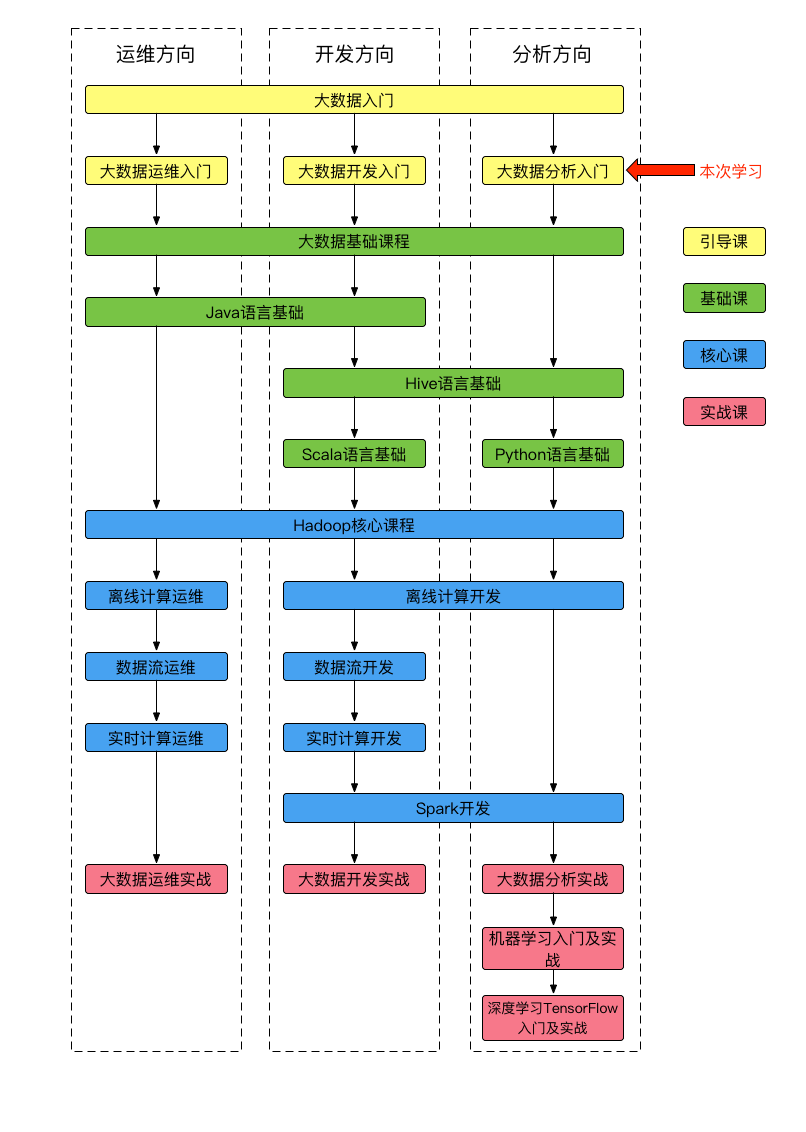 运维方向
开发方向
分析方向
大数据入门
大数据运维入门
大数据开发入门
大数据分析入门
本次学习
大数据基础课程
引导课
Java语言基础
基础课
Hive语言基础
核心课
实战课
Scala语言基础
Python语言基础
Hadoop核心课程
离线计算运维
离线计算开发
数据流运维
数据流开发
实时计算运维
实时计算开发
Spark开发
大数据运维实战
大数据开发实战
大数据分析实战
机器学习入门及实
战
深度学习TensorFlow
入门及实战